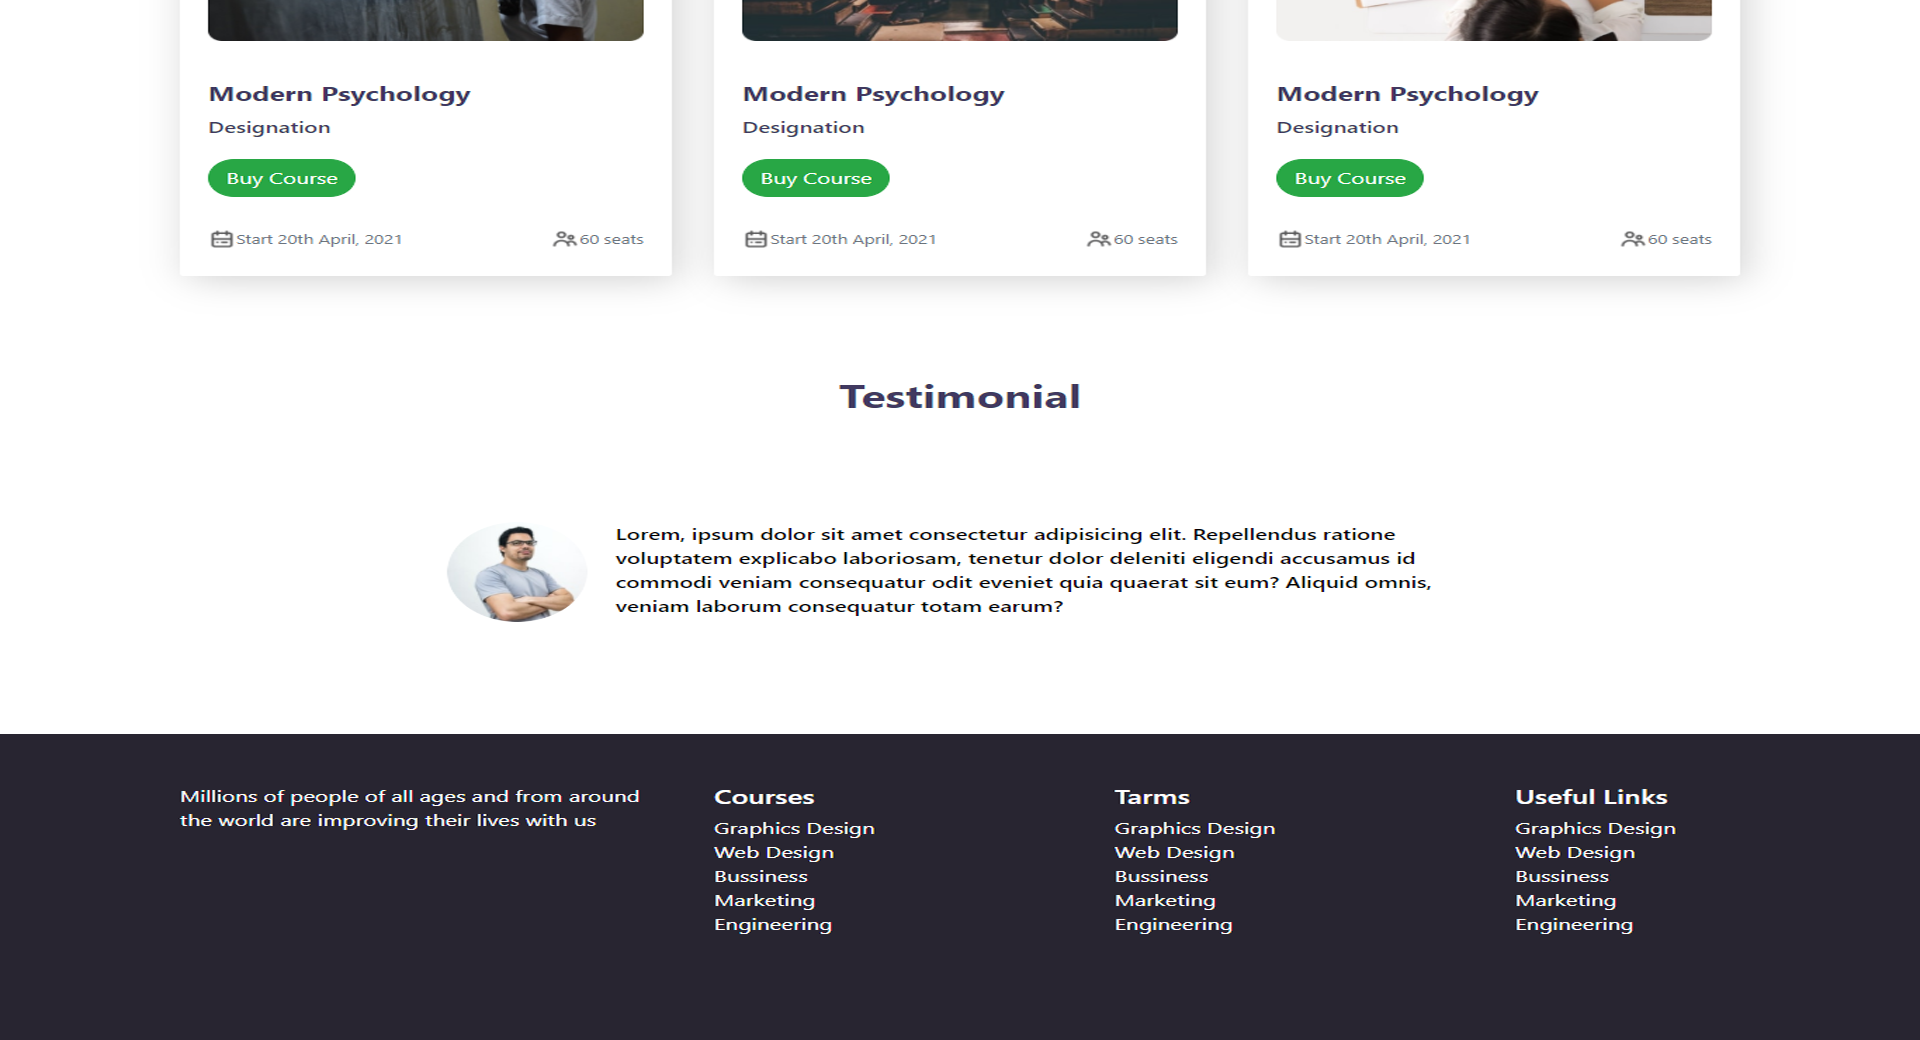 Modern Psychology
Designation
Buy Course
Start 20th April, 2021
60 seats
Modern Psychology
Designation
Buy Course
Start 20th April, 2021
60 seats
Modern Psychology
Designation
Buy Course
Start 20th April, 2021
60 seats
Testimonial
Lorem, ipsum dolor sit amet consectetur adipisicing elit. Repellendus ratione
voluptatem explicabo laboriosam, tenetur dolor deleniti eligendi accusamus id
commodi veniam consequatur odit eveniet quia quaerat sit eum? Aliquid omnis,
veniam laborum consequatur totam earum?
Millions of people of all ages and from around
the world are improving their lives with us
Courses
Graphics Design
Web Design
Bussiness
Marketing
Engineering
Tarms
Graphics Design
Web Design
Bussiness
Marketing
Engineering
Useful Links
Graphics Design
Web Design
Bussiness
Marketing
Engineering